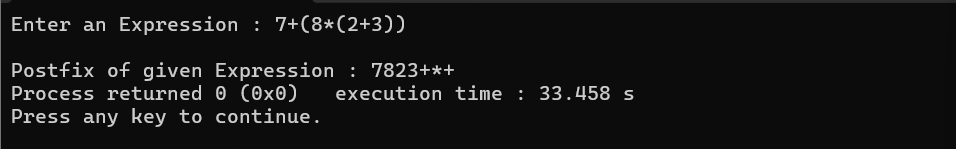 Enter an Expression : 7+(8*(2+3))
Postfix of given Expression : 7823+*+
Process returned 0 (0x0)   execution time : 33.458 s
Press any key to continue.